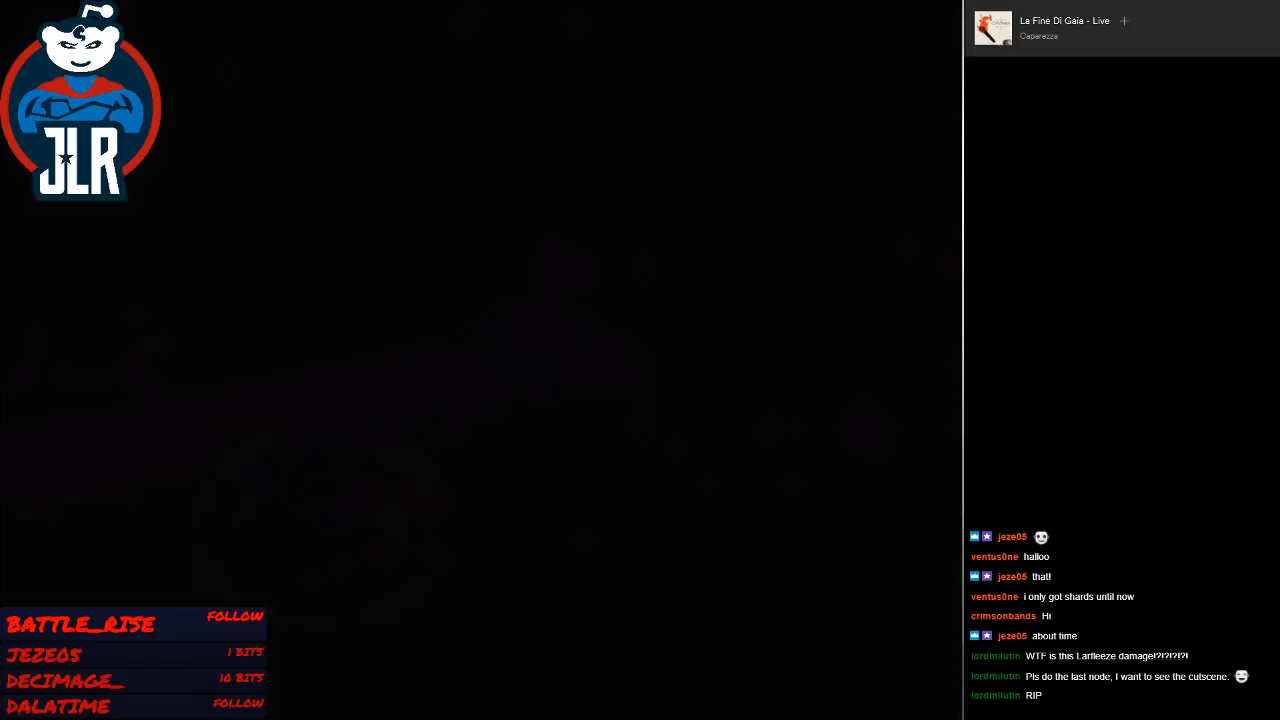 JLR
La Fine Di Gaia - Live
Caparezza
jeze05
ventus0ne halloo
jeze05 that!
ventus0ne i only got shards until now
crimsonbands Hi
jeze05 about time
lordmilutin WTF is this Larfleeze damage!?!?!?!?!
lordmilutin Pls do the last node, I want to see the cutscene.
lordmilutin RIP
BATTLE_RISE FOLLOW
JEZE05 1 BITS
DECIMAGE_ 10 BITS
DALATIME FOLLOW